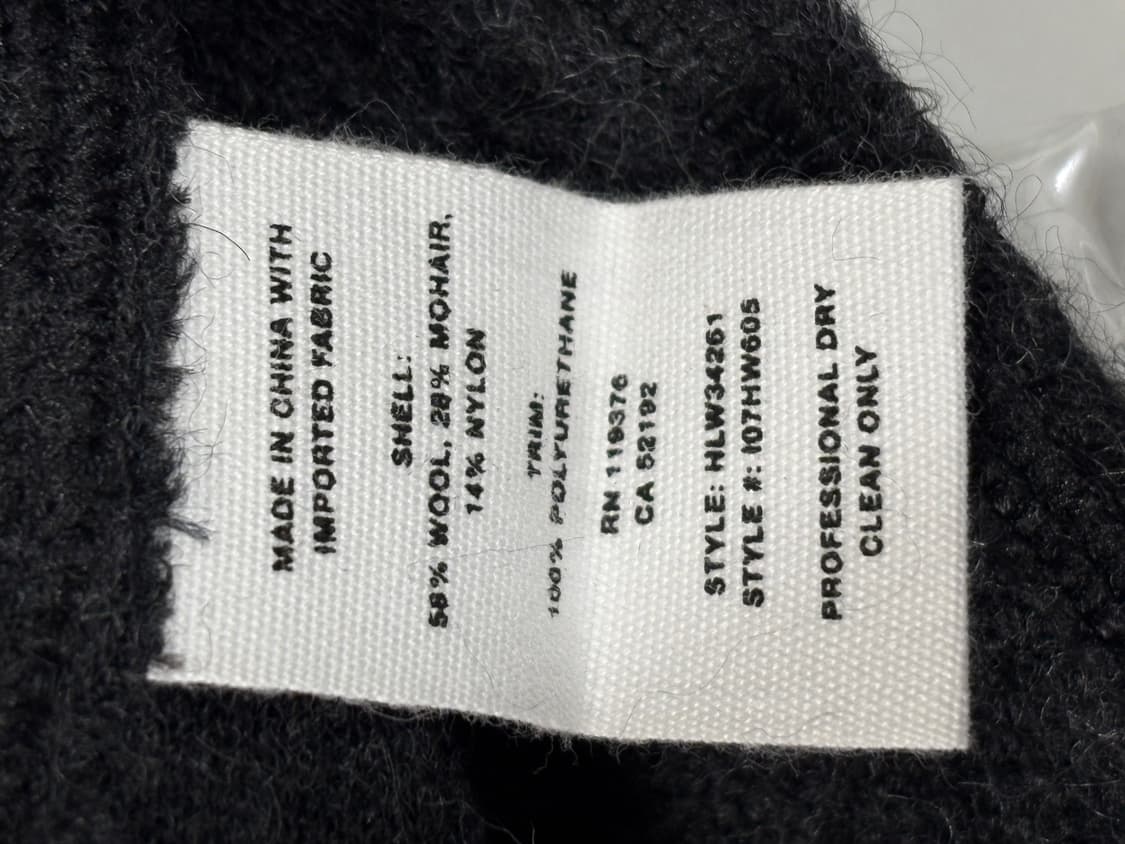 MADE IN CHINA WITH
IMPORTED FABRIC
SHELL:
58% WOOL, 28% MOHAIR,
14% NYLON
TRIM:
100% POLYURETHANE
RN 119376
CA 52192
STYLE: HLW34261
STYLE #: I07HW605
PROFESSIONAL DRY
CLEAN ONLY